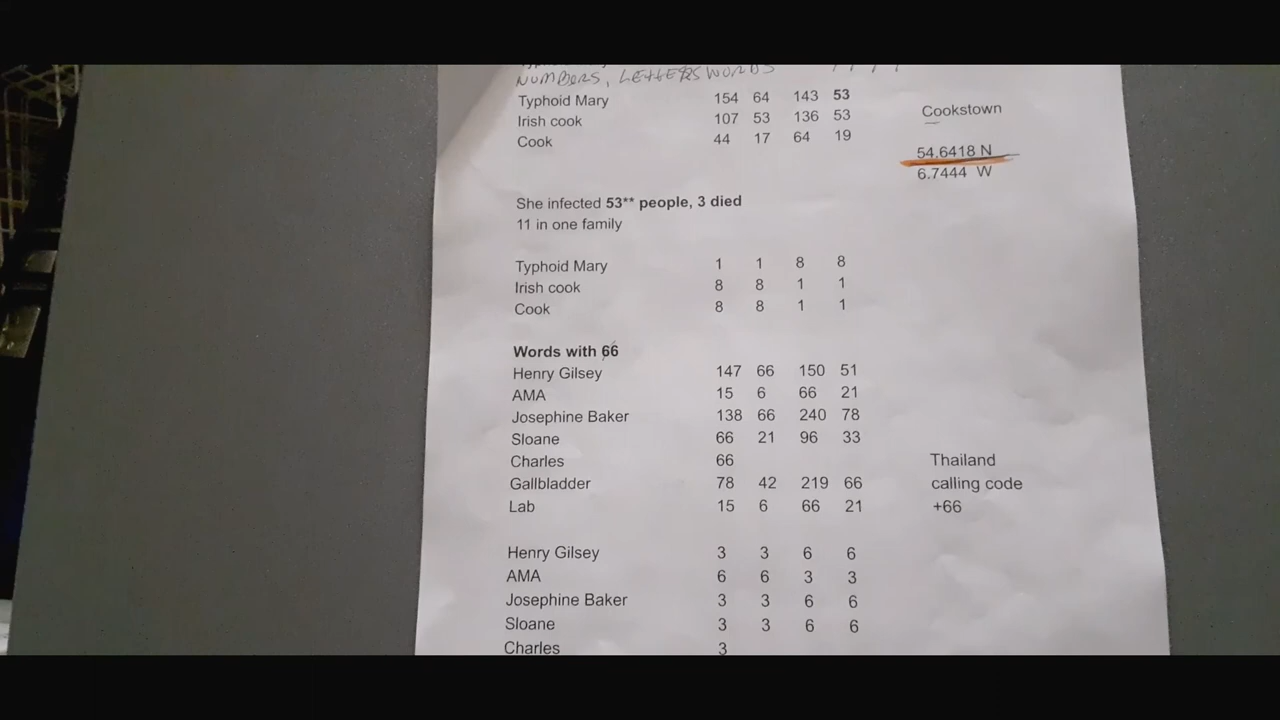 NUMBERS, LETTERS WORDS
Typhoid Mary 154 64 143 53
Irish cook 107 53 136 53
Cook 44 17 64 19
Cookstown
54.6418 N
6.7444 W
She infected 53** people, 3 died
11 in one family
Typhoid Mary 1 1 8 8
Irish cook 8 8 1 1
Cook 8 8 1 1
Words with 66
Henry Gilsey 147 66 150 51
AMA 15 6 66 21
Josephine Baker 138 66 240 78
Sloane 66 21 96 33
Charles 66
Gallbladder 78 42 219 66
Lab 15 6 66 21
Thailand
calling code
+66
Henry Gilsey 3 3 6 6
AMA 6 6 3 3
Josephine Baker 3 3 6 6
Sloane 3 3 6 6
Charles 3